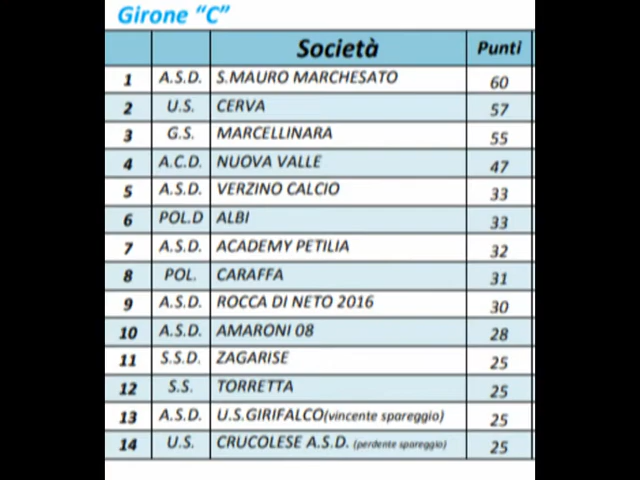 Girone “C”
Società Punti
1 A.S.D. S.MAURO MARCHESATO 60
2 U.S. CERVA 57
3 G.S. MARCELLINARA 55
4 A.C.D. NUOVA VALLE 47
5 A.S.D. VERZINO CALCIO 33
6 POL.D ALBI 33
7 A.S.D. ACADEMY PETILIA 32
8 POL. CARAFFA 31
9 A.S.D. ROCCA DI NETO 2016 30
10 A.S.D. AMARONI 08 28
11 S.S.D. ZAGARISE 25
12 S.S. TORRETTA 25
13 A.S.D. U.S.GIRIFALCO(vincente spareggio) 25
14 U.S. CRUCOLESE A.S.D. (perdente spareggio) 25